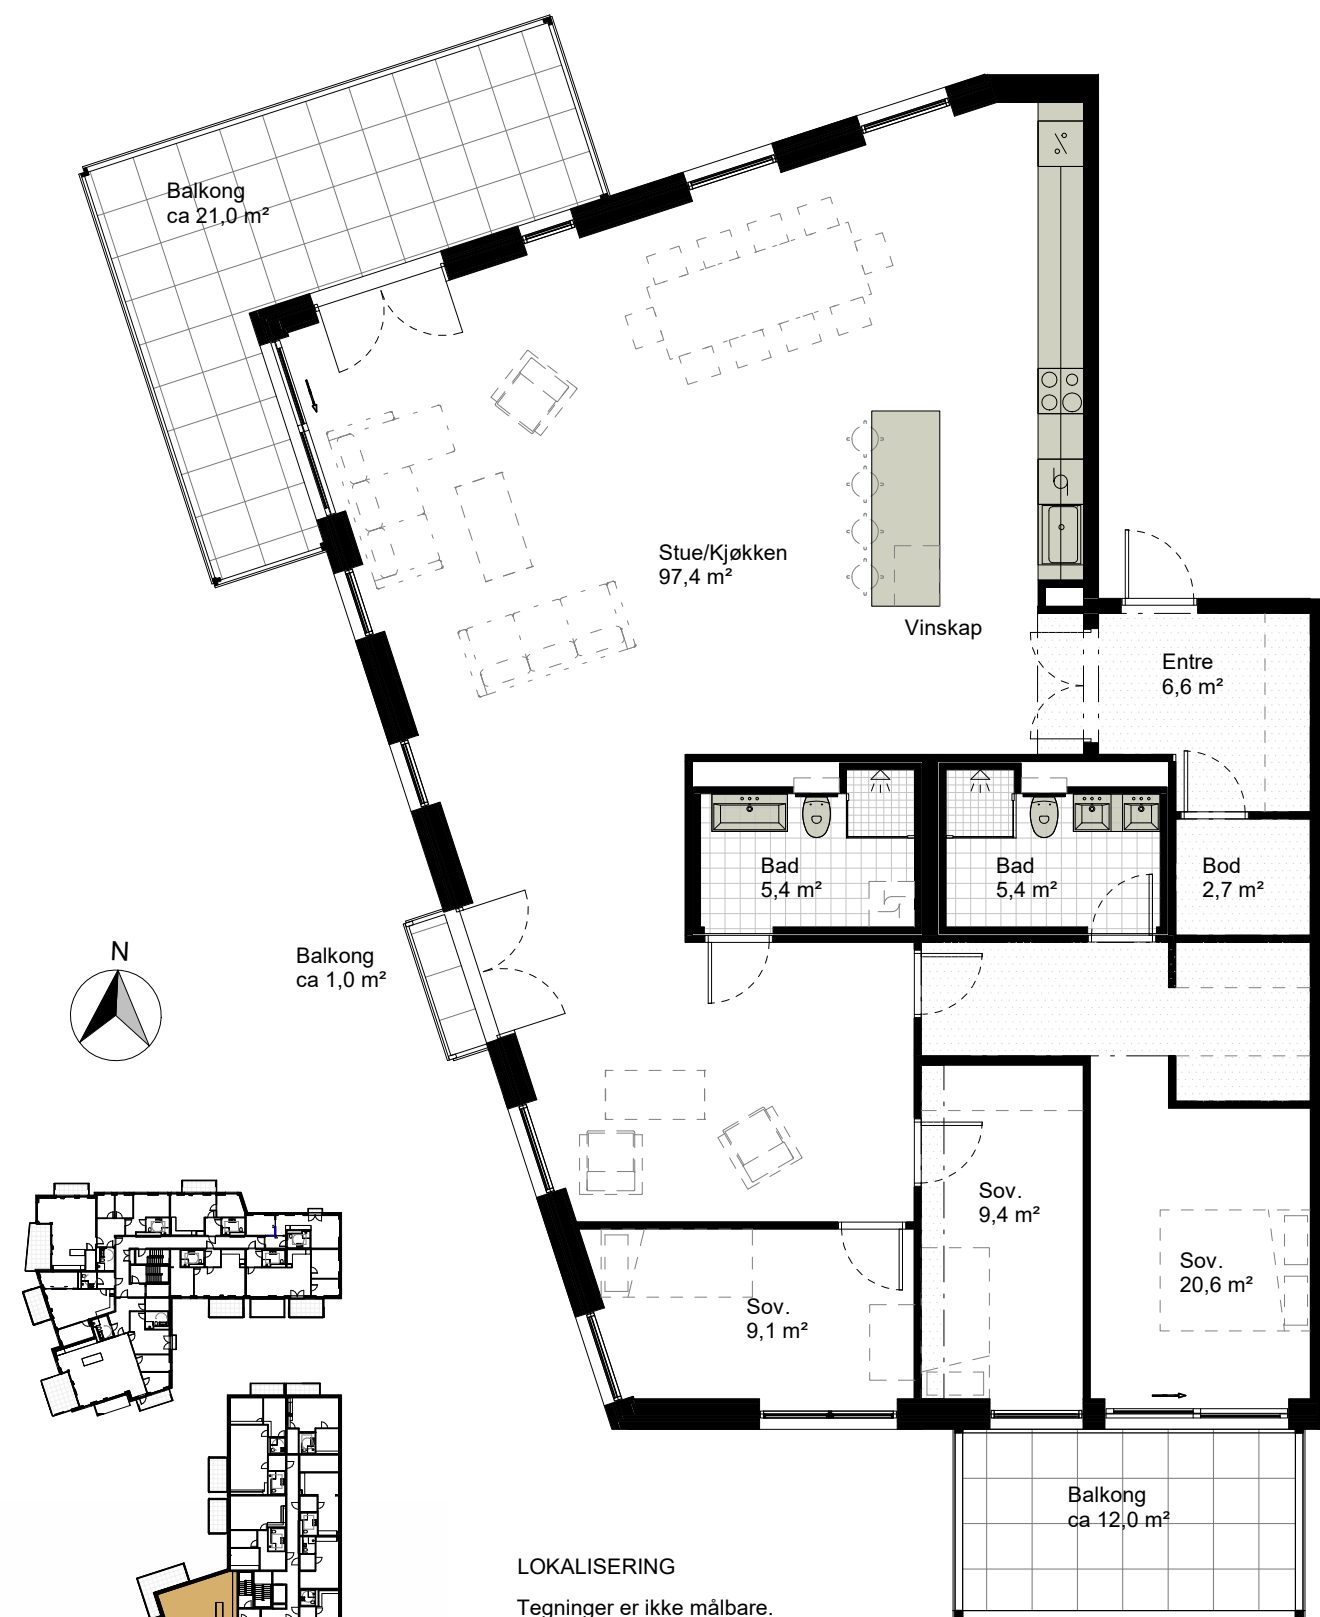 Balkong
ca 21,0 m²
Stue/Kjøkken
97,4 m²
Vinskap
Entre
6,6 m²
Bad
5,4 m²
Bad
5,4 m²
Bod
2,7 m²
Balkong
ca 1,0 m²
N
Sov.
9,4 m²
Sov.
20,6 m²
Sov.
9,1 m²
Balkong
ca 12,0 m²
LOKALISERING
Tegninger er ikke målbare.